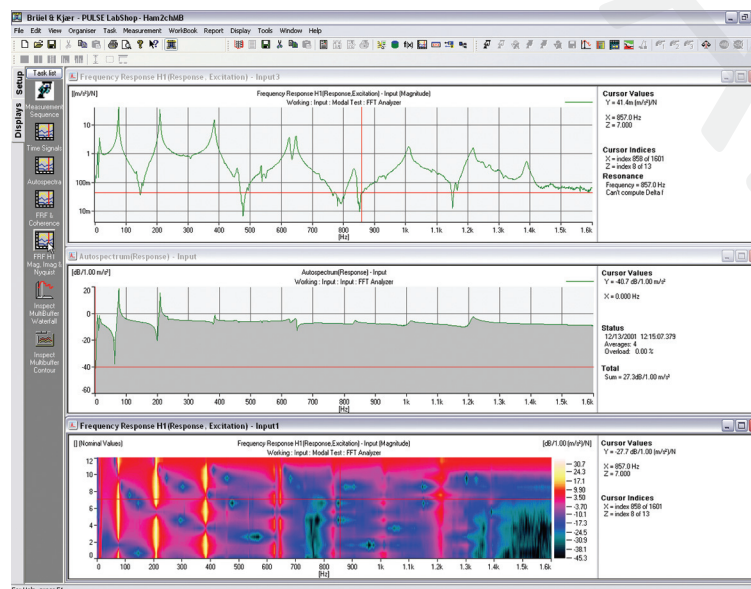 Brüel & Kjær - PULSE LabShop - Ham2chMB
File Edit View Organiser Task Measurement WorkBook Report Display Tools Window Help
Setup
Displays
Task list
Measurement
Sequence
Time Signals
Autospectra
FRF &
Coherence
FRF H1
Mag, Imag &
Nyquist
Inspect
MultiBuffer
Waterfall
Inspect
Multibuffer
Contour
Frequency Response H1(Response, Excitation) - Input3
[(m/s²)/N] Frequency Response H1(Response,Excitation) - Input (Magnitude)
Working : Input : Modal Test : FFT Analyzer
10
1
100m
10m
0 100 200 300 400 500 600 700 800 900 1k 1.1k 1.2k 1.3k 1.4k 1.5k 1.6k
[Hz]
Cursor Values
Y = 41.4m (m/s²)/N
X = 857.0 Hz
Z = 7.000
Cursor Indices
X = index 858 of 1601
Z = index 8 of 13
Resonance
Frequency = 857.0 Hz
Can't compute Delta f
Autospectrum(Response) - Input
[dB/1.00 m/s²] Autospectrum(Response) - Input
Working : Input : Input : FFT Analyzer
20
0
-20
-40
-60
0 100 200 300 400 500 600 700 800 900 1k 1.1k 1.2k 1.3k 1.4k 1.5k 1.6k
[Hz]
Cursor Values
Y = -40.7 dB/1.00 m/s²
X = 0.000 Hz
Status
12/13/2001 12:15:07.379
Averages: 4
Overload: 0.00 %
Total
Sum = 27.3dB/1.00 m/s²
Frequency Response H1(Response,Excitation) - Input1
[] (Nominal Values) Frequency Response H1(Response,Excitation) - Input (Magnitude) [dB/1.00 (m/s²)/N]
Working : Input : Modal Test : FFT Analyzer
12
10
8
6
4
2
0
0 100 200 300 400 500 600 700 800 900 1k 1.1k 1.2k 1.3k 1.4k 1.5k 1.6k
[Hz]
30.7
24.3
17.1
9.90
3.50
-3.70
-10.1
-17.3
-24.5
-30.9
-38.1
-45.3
Cursor Values
Y = -27.7 dB/1.00 (m/s²)/N
X = 857.0 Hz
Z = 7.000
Cursor Indices
X = index 858 of 1601
Z = index 8 of 13